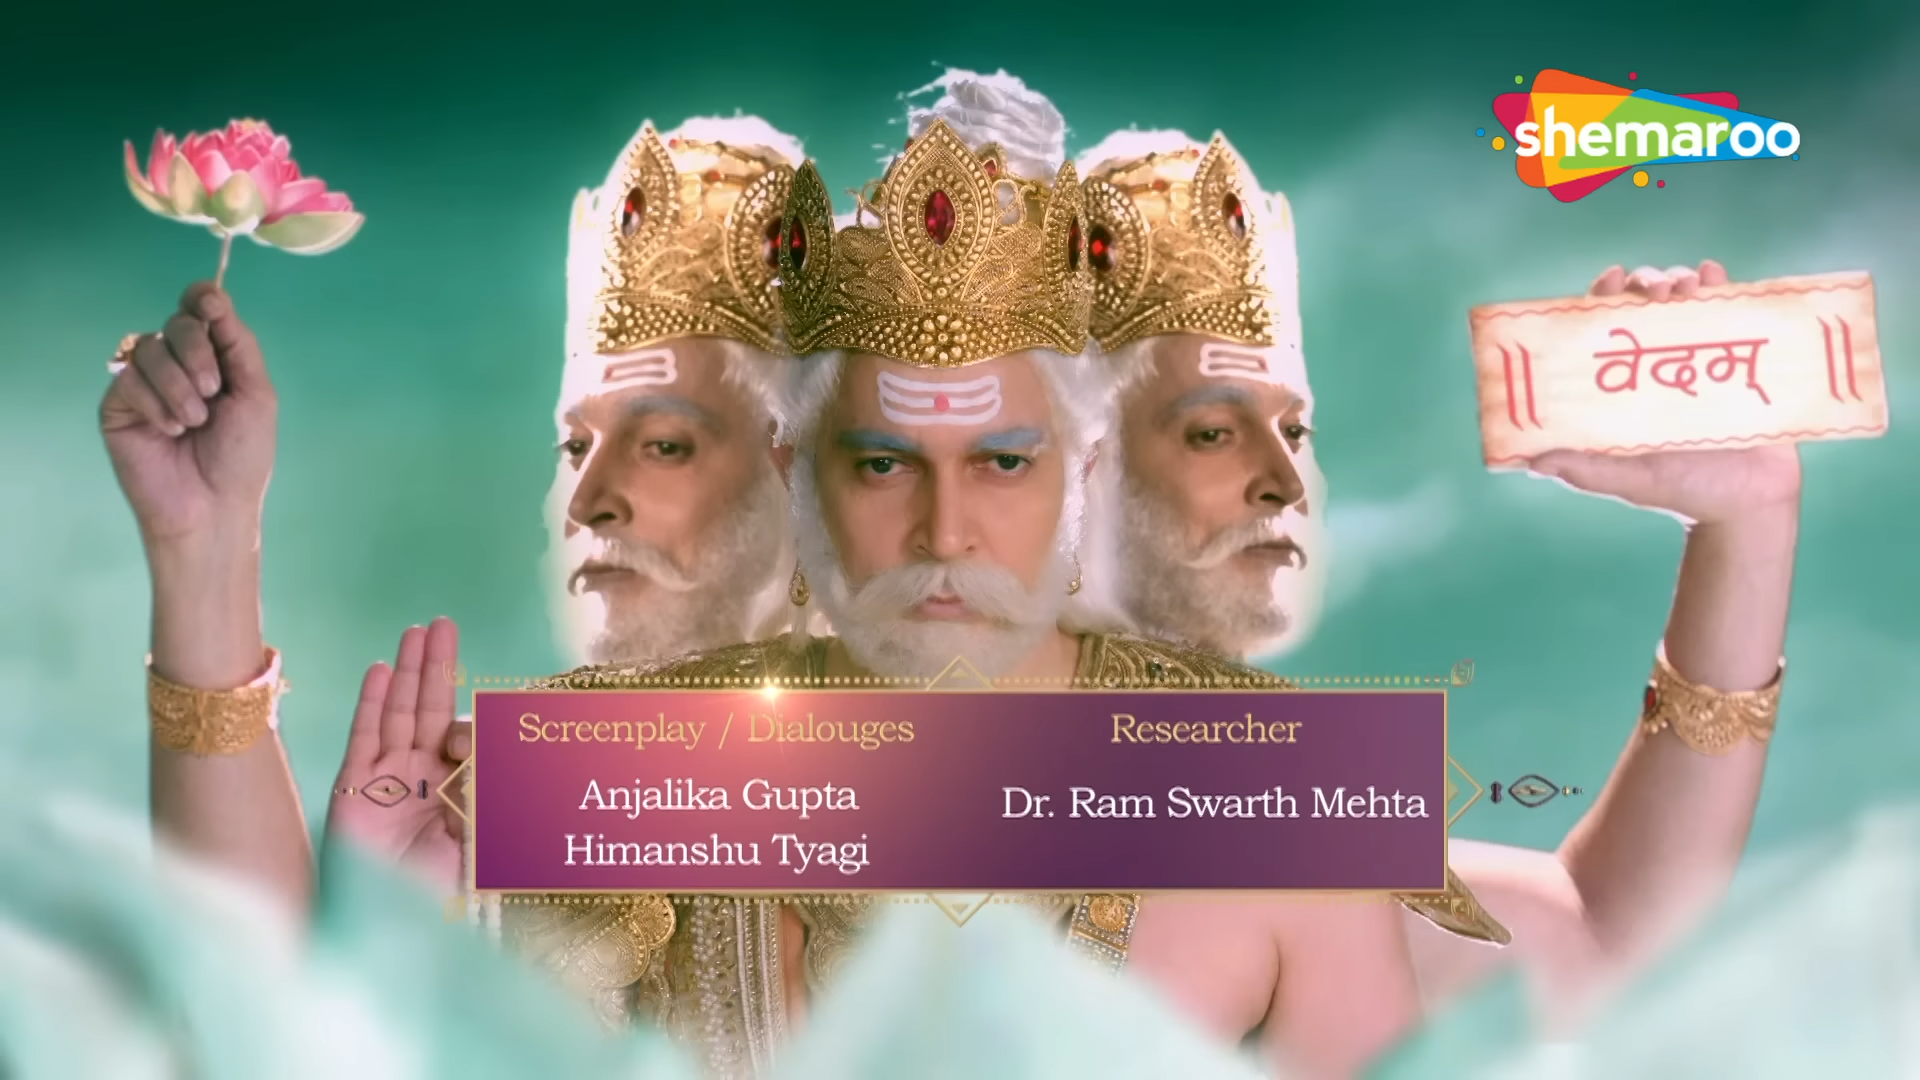 shemaroo
॥ वेदम् ॥
Screenplay / Dialouges
Anjalika Gupta
Himanshu Tyagi
Researcher
Dr. Ram Swarth Mehta